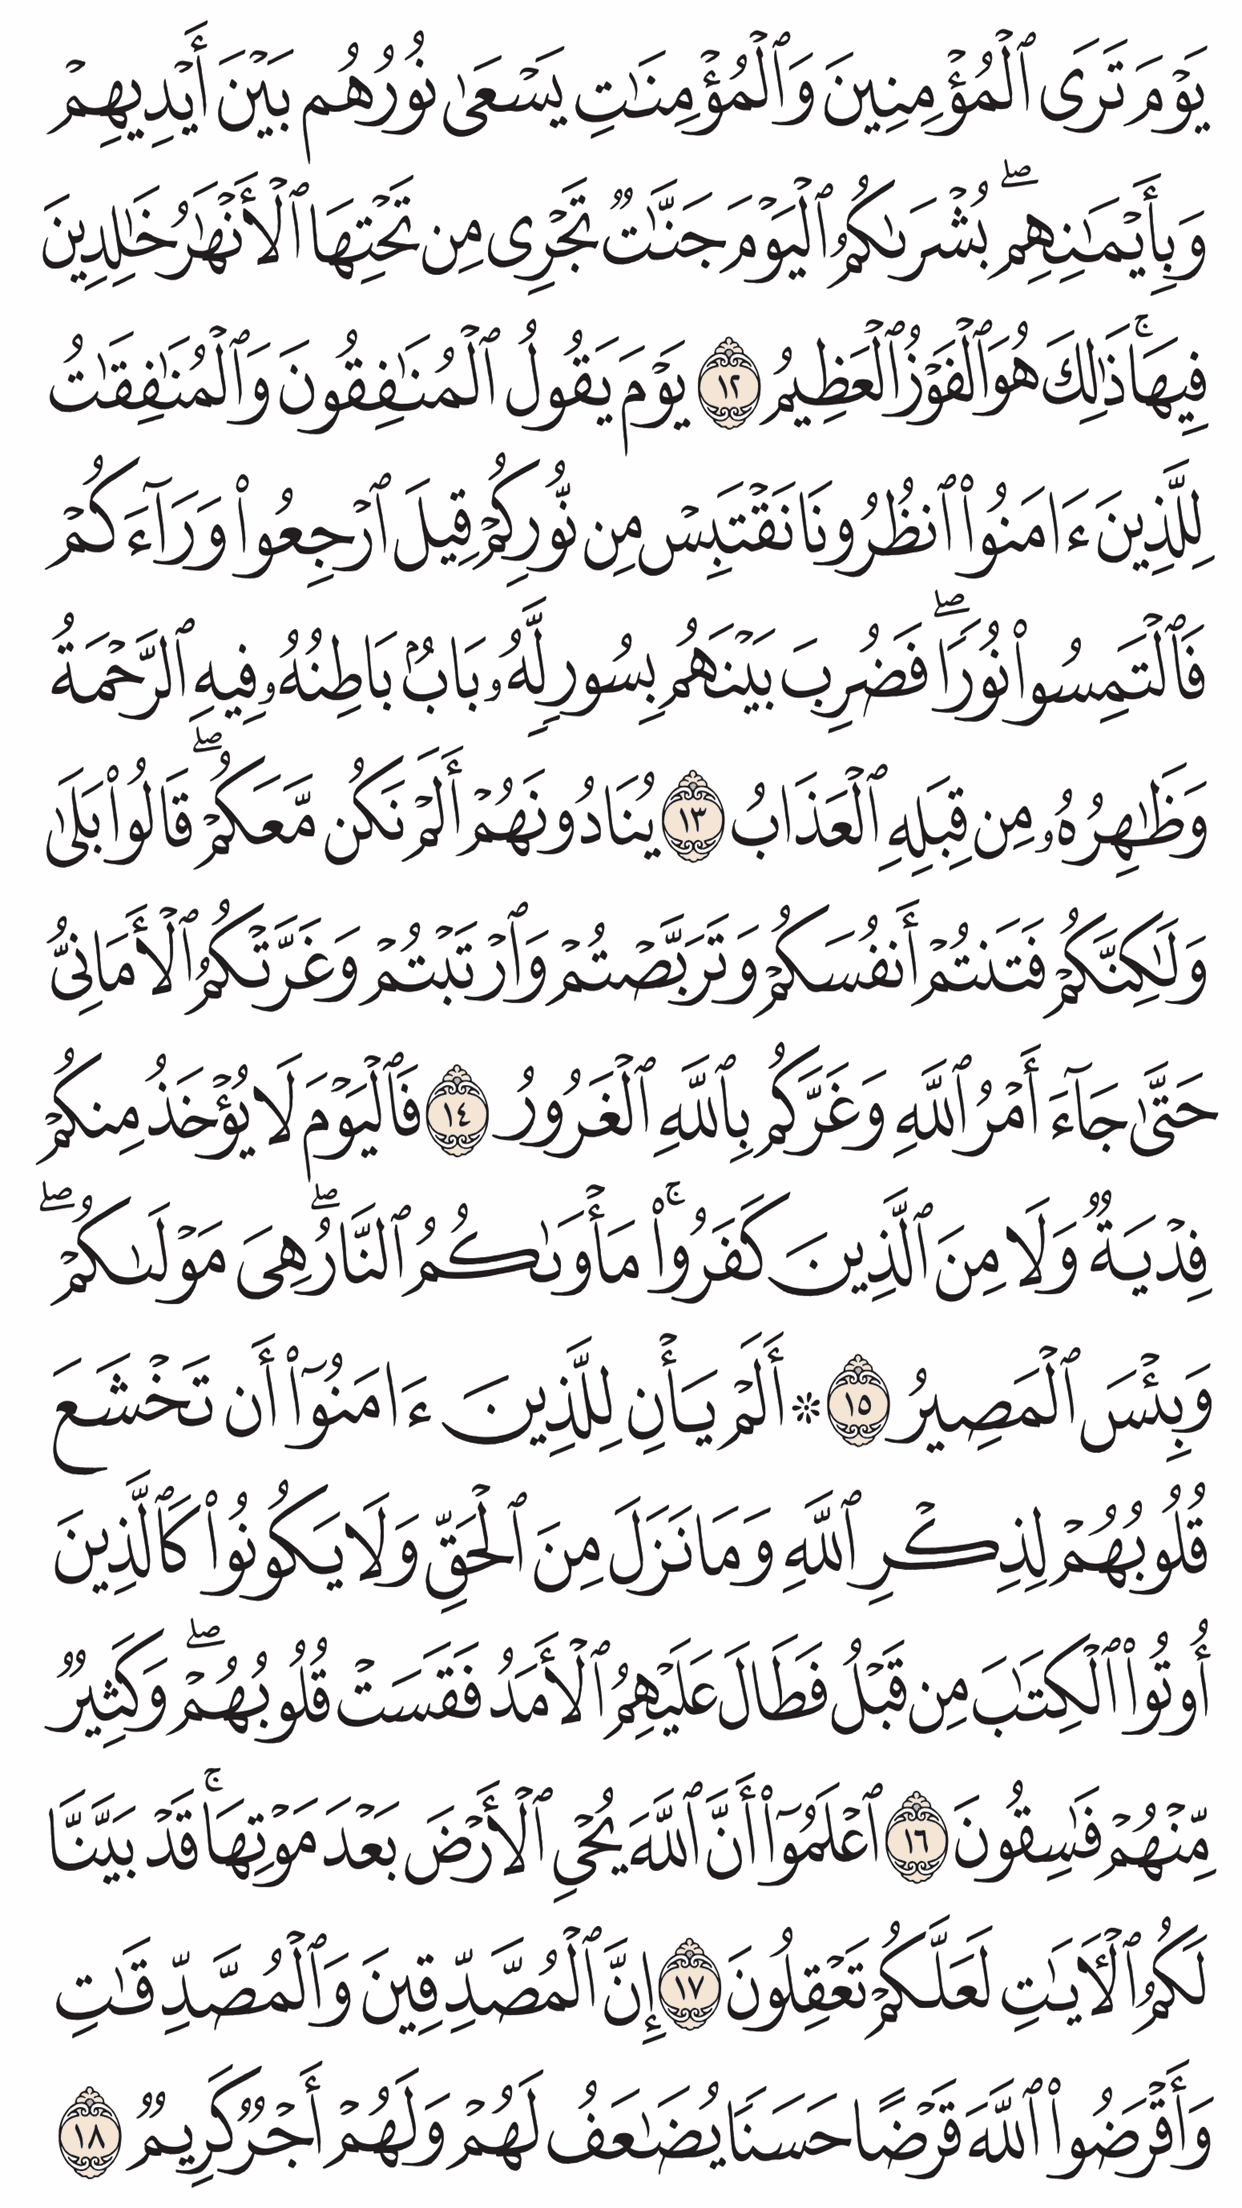 يَوْمَ تَرَى ٱلْمُؤْمِنِينَ وَٱلْمُؤْمِنَٰتِ يَسْعَىٰ نُورُهُم بَيْنَ أَيْدِيهِمْ
وَبِأَيْمَٰنِهِم ۖ بُشْرَىٰكُمُ ٱلْيَوْمَ جَنَّٰتٌ تَجْرِى مِن تَحْتِهَا ٱلْأَنْهَٰرُ خَٰلِدِينَ
فِيهَا ۚ ذَٰلِكَ هُوَ ٱلْفَوْزُ ٱلْعَظِيمُ ١٢ يَوْمَ يَقُولُ ٱلْمُنَٰفِقُونَ وَٱلْمُنَٰفِقَٰتُ
لِلَّذِينَ ءَامَنُوا۟ ٱنظُرُونَا نَقْتَبِسْ مِن نُّورِكُمْ قِيلَ ٱرْجِعُوا۟ وَرَآءَكُمْ
فَٱلْتَمِسُوا۟ نُورًا ۖ فَضُرِبَ بَيْنَهُم بِسُورٍ لَّهُۥ بَابٌۢ بَاطِنُهُۥ فِيهِ ٱلرَّحْمَةُ
وَظَٰهِرُهُۥ مِن قِبَلِهِ ٱلْعَذَابُ ١٣ يُنَادُونَهُمْ أَلَمْ نَكُن مَّعَكُمْ ۖ قَالُوا۟ بَلَىٰ
وَلَٰكِنَّكُمْ فَتَنتُمْ أَنفُسَكُمْ وَتَرَبَّصْتُمْ وَٱرْتَبْتُمْ وَغَرَّتْكُمُ ٱلْأَمَانِىُّ
حَتَّىٰ جَآءَ أَمْرُ ٱللَّهِ وَغَرَّكُم بِٱللَّهِ ٱلْغَرُورُ ١٤ فَٱلْيَوْمَ لَا يُؤْخَذُ مِنكُمْ
فِدْيَةٌ وَلَا مِنَ ٱلَّذِينَ كَفَرُوا۟ ۚ مَأْوَىٰكُمُ ٱلنَّارُ ۖ هِىَ مَوْلَىٰكُمْ ۖ
وَبِئْسَ ٱلْمَصِيرُ ١٥ ۞ أَلَمْ يَأْنِ لِلَّذِينَ ءَامَنُوٓا۟ أَن تَخْشَعَ
قُلُوبُهُمْ لِذِكْرِ ٱللَّهِ وَمَا نَزَلَ مِنَ ٱلْحَقِّ وَلَا يَكُونُوا۟ كَٱلَّذِينَ
أُوتُوا۟ ٱلْكِتَٰبَ مِن قَبْلُ فَطَالَ عَلَيْهِمُ ٱلْأَمَدُ فَقَسَتْ قُلُوبُهُمْ ۖ وَكَثِيرٌ
مِّنْهُمْ فَٰسِقُونَ ١٦ ٱعْلَمُوٓا۟ أَنَّ ٱللَّهَ يُحْىِ ٱلْأَرْضَ بَعْدَ مَوْتِهَا ۚ قَدْ بَيَّنَّا
لَكُمُ ٱلْءَايَٰتِ لَعَلَّكُمْ تَعْقِلُونَ ١٧ إِنَّ ٱلْمُصَّدِّقِينَ وَٱلْمُصَّدِّقَٰتِ
وَأَقْرَضُوا۟ ٱللَّهَ قَرْضًا حَسَنًا يُضَٰعَفُ لَهُمْ وَلَهُمْ أَجْرٌ كَرِيمٌ ١٨